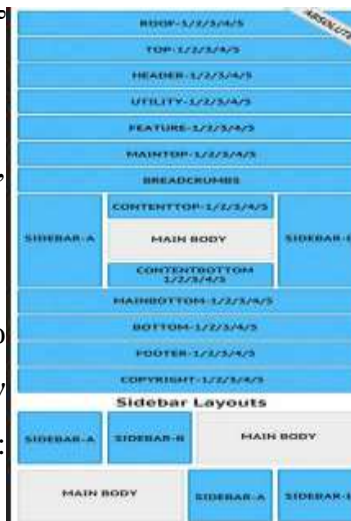 ABSOLUTE
ROOF-1/2/3/4/5
TOP-1/2/3/4/5
HEADER-1/2/3/4/5
UTILITY-1/2/3/4/5
FEATURE-1/2/3/4/5
MAINTOP-1/2/3/4/5
BREADCRUMBS
CONTENTTOP-1/2/3/4/5
SIDEBAR-A MAIN BODY SIDEBAR-B
CONTENTBOTTOM
1/2/3/4/5
MAINBOTTOM-1/2/3/4/5
BOTTOM-1/2/3/4/5
FOOTER-1/2/3/4/5
COPYRIGHT-1/2/3/4/5
Sidebar Layouts
SIDEBAR-A SIDEBAR-B MAIN BODY
MAIN BODY SIDEBAR-A SIDEBAR-B